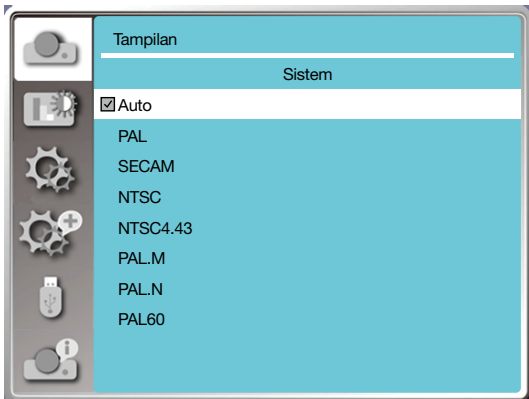 Tampilan
Sistem
Auto
PAL
SECAM
NTSC
NTSC4.43
PAL.M
PAL.N
PAL60